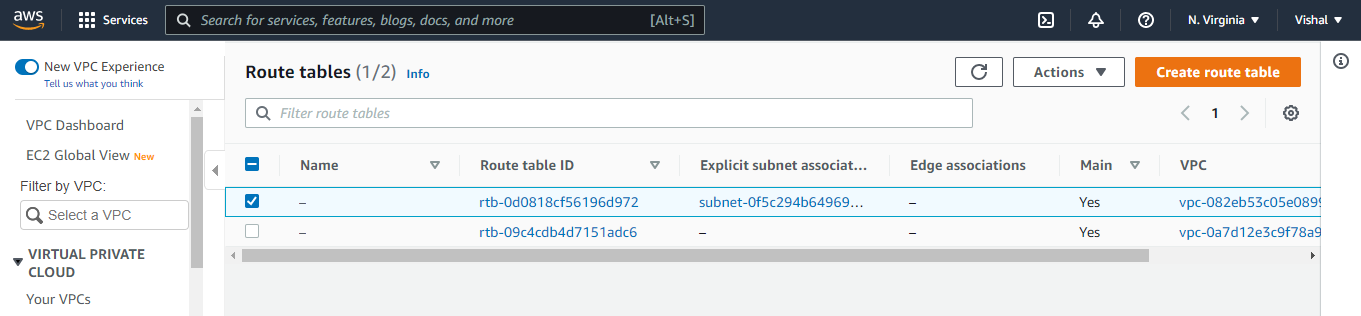 aws Services Search for services, features, blogs, docs, and more [Alt+S] N. Virginia Vishal
New VPC Experience
Tell us what you think
VPC Dashboard
EC2 Global View New
Filter by VPC:
Select a VPC
VIRTUAL PRIVATE
CLOUD
Your VPCs
Route tables (1/2) Info Actions Create route table
Filter route tables 1
Name Route table ID Explicit subnet associat... Edge associations Main VPC
– rtb-0d0818cf56196d972 subnet-0f5c294b64969... – Yes vpc-082eb53c05e0899
– rtb-09c4cdb4d7151adc6 – – Yes vpc-0a7d12e3c9f78a9